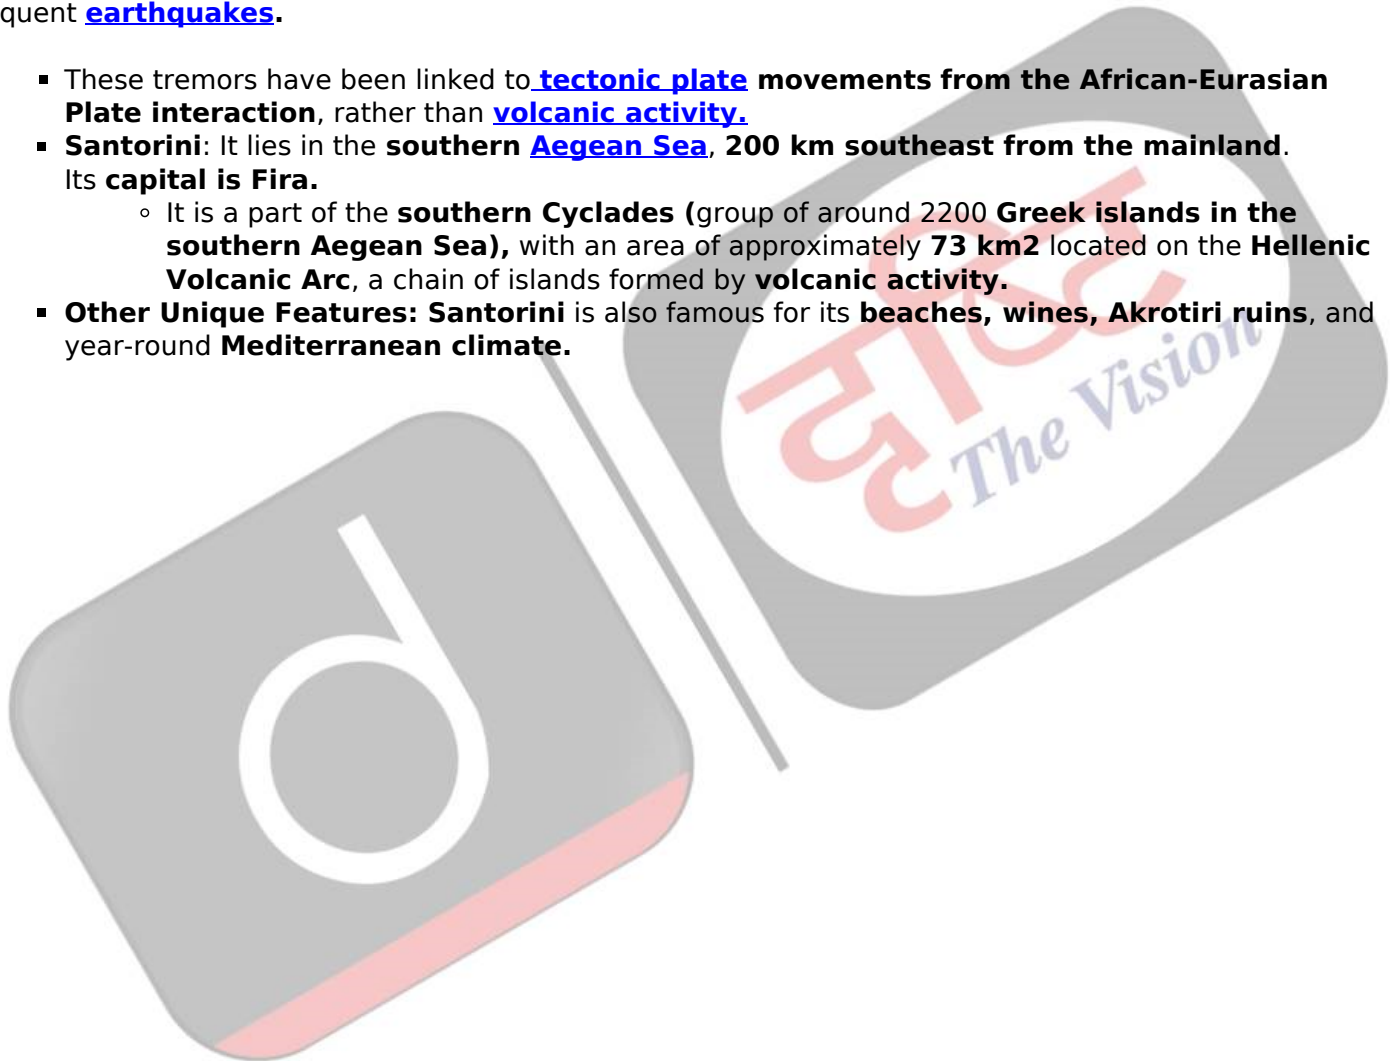 quent earthquakes.
▪ These tremors have been linked to tectonic plate movements from the African-Eurasian
Plate interaction, rather than volcanic activity.
▪ Santorini: It lies in the southern Aegean Sea, 200 km southeast from the mainland.
Its capital is Fira.
◦ It is a part of the southern Cyclades (group of around 2200 Greek islands in the
southern Aegean Sea), with an area of approximately 73 km2 located on the Hellenic
Volcanic Arc, a chain of islands formed by volcanic activity.
▪ Other Unique Features: Santorini is also famous for its beaches, wines, Akrotiri ruins, and
year-round Mediterranean climate.
दृष्टि
The Vision
d